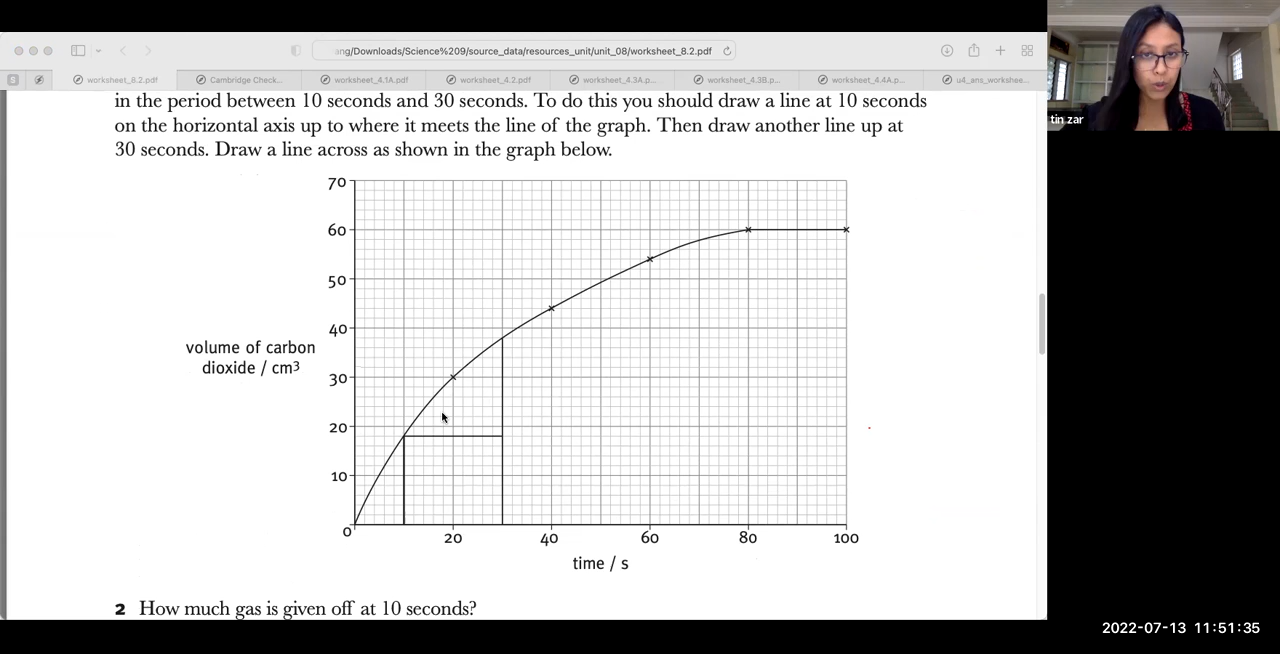 ang/Downloads/Science%209/source_data/resources_unit/unit_08/worksheet_8.2.pdf
S
worksheet_8.2.pdf
Cambridge Check...
worksheet_4.1A.pdf
worksheet_4.2.pdf
worksheet_4.3A.p...
worksheet_4.3B.p...
worksheet_4.4A.p...
u4_ans_workshee...
tin zar
in the period between 10 seconds and 30 seconds. To do this you should draw a line at 10 seconds
on the horizontal axis up to where it meets the line of the graph. Then draw another line up at
30 seconds. Draw a line across as shown in the graph below.
70
60
50
40
30
20
10
0
volume of carbon
dioxide / cm3
20
40
60
80
100
time / s
2 How much gas is given off at 10 seconds?
2022-07-13 11:51:35